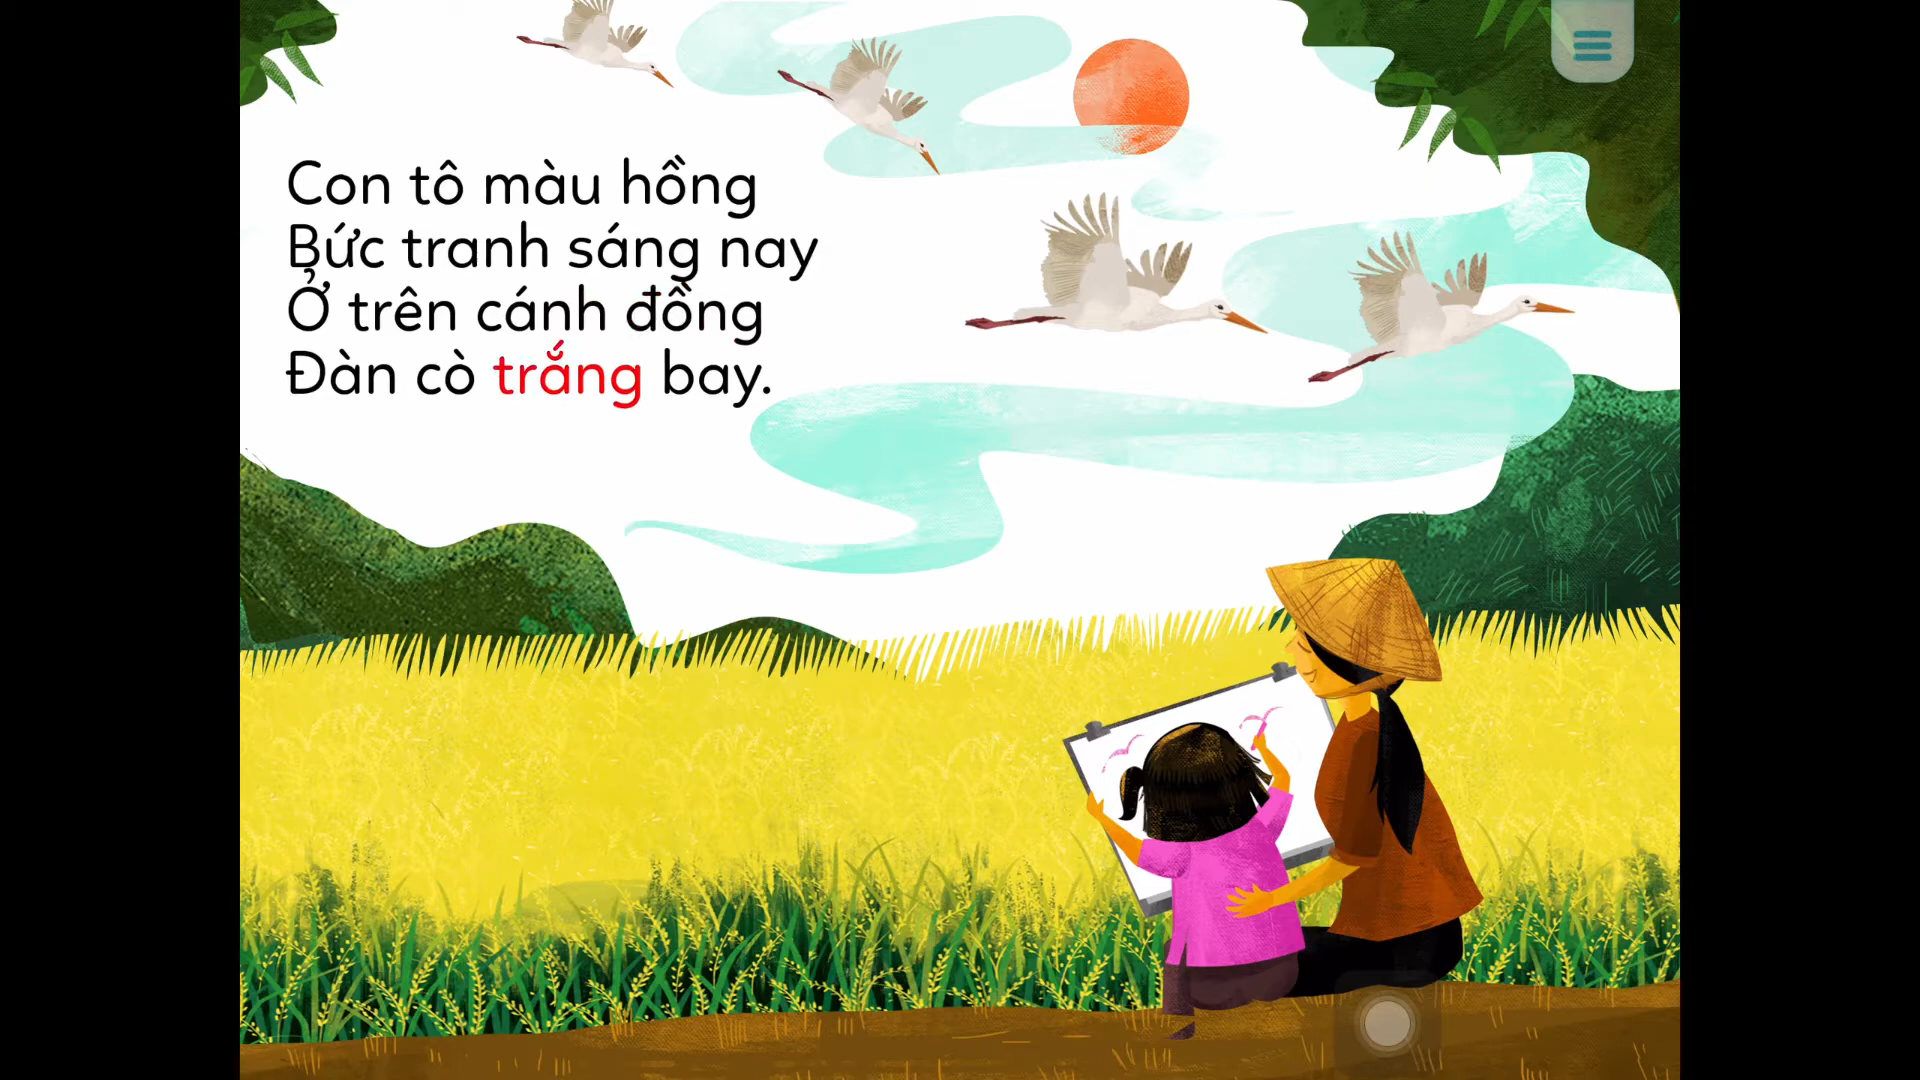 Con tô màu hồng
Bức tranh sáng nay
Ở trên cánh đồng
Đàn cò trắng bay.